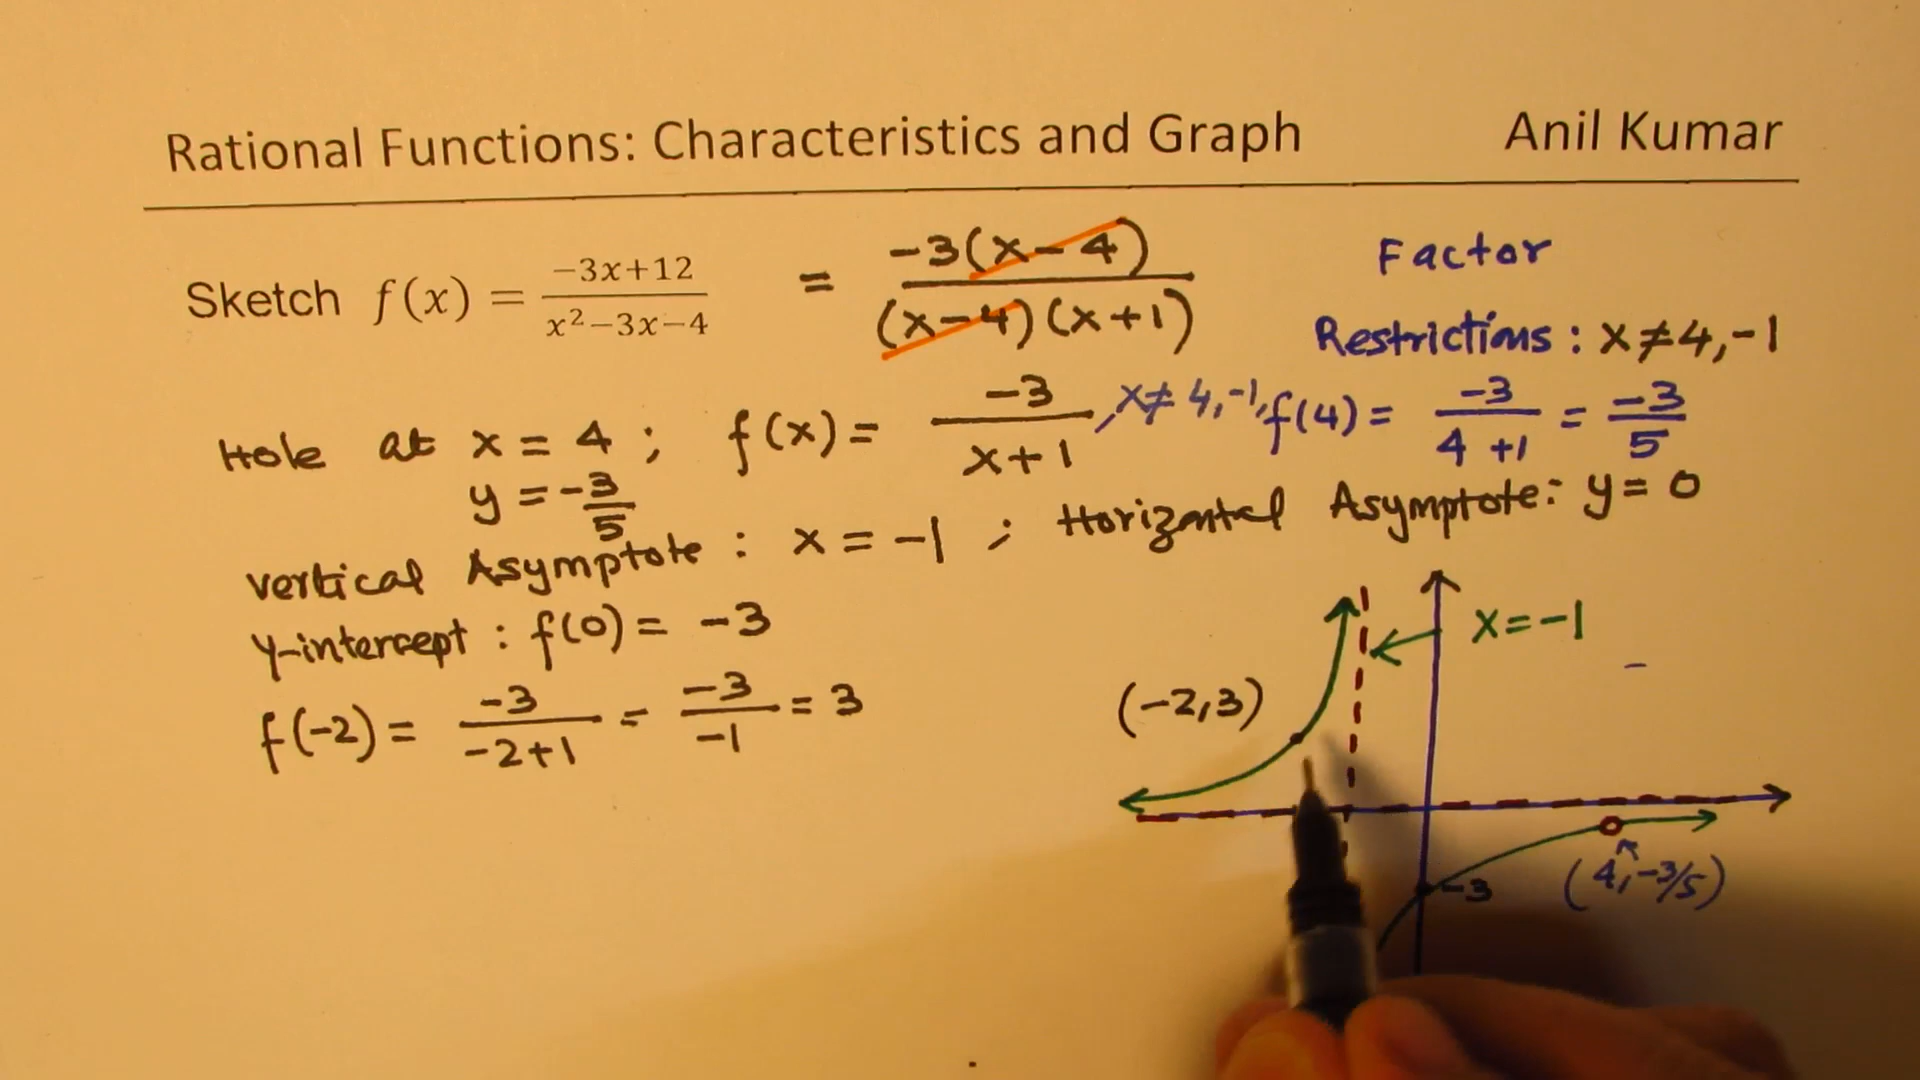 Rational Functions: Characteristics and Graph Anil Kumar
Sketch f(x) = (−3x+12)/(x²−3x−4) = −3(x−4)/((x−4)(x+1)) Factor
Restrictions : x≠4,−1
Hole at x = 4 ; f(x) = −3/(x+1), x≠4,−1, f(4) = −3/(4+1) = −3/5
y = −3/5
Vertical Asymptote : x = −1 ; Horizontal Asymptote: y = 0
y-intercept : f(0) = −3
f(−2) = −3/(−2+1) = −3/−1 = 3
x=−1
(−2,3)
−3
(4,−3/5)